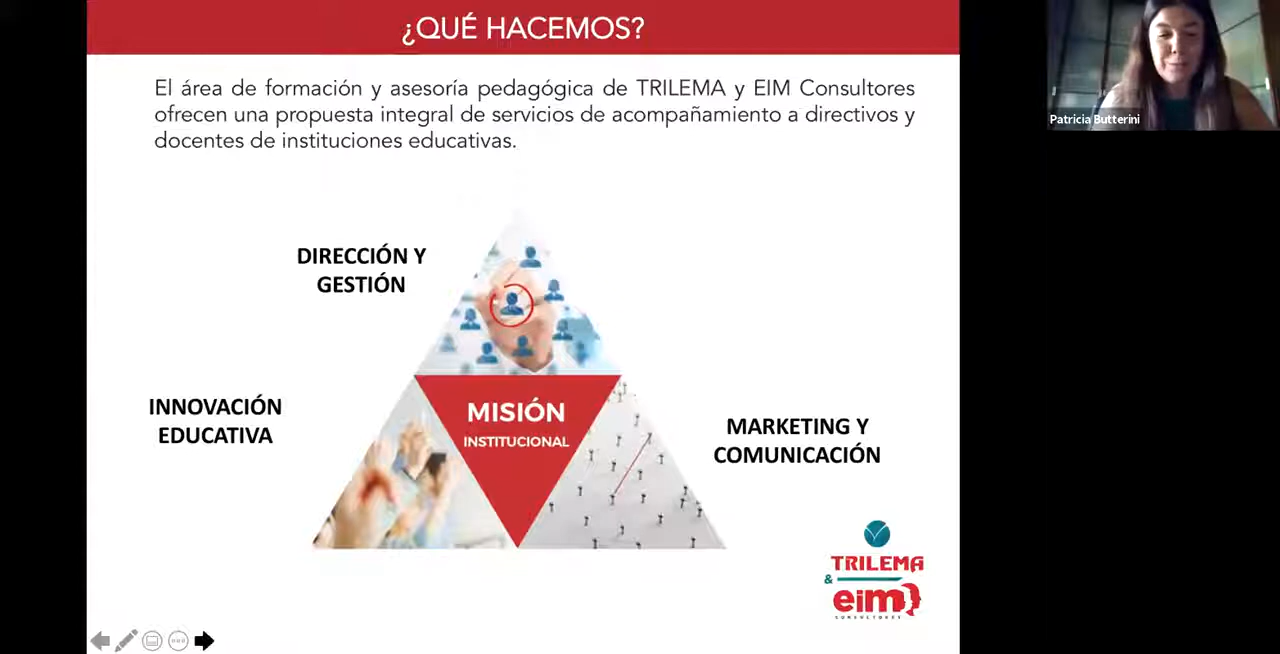 ¿QUÉ HACEMOS?
Patricia Butterini
El área de formación y asesoría pedagógica de TRILEMA y EIM Consultores
ofrecen una propuesta integral de servicios de acompañamiento a directivos y
docentes de instituciones educativas.
DIRECCIÓN Y
GESTIÓN
INNOVACIÓN
EDUCATIVA
MISIÓN
INSTITUCIONAL
MARKETING Y
COMUNICACIÓN
TRILEMA
&
eim
CONSULTORES